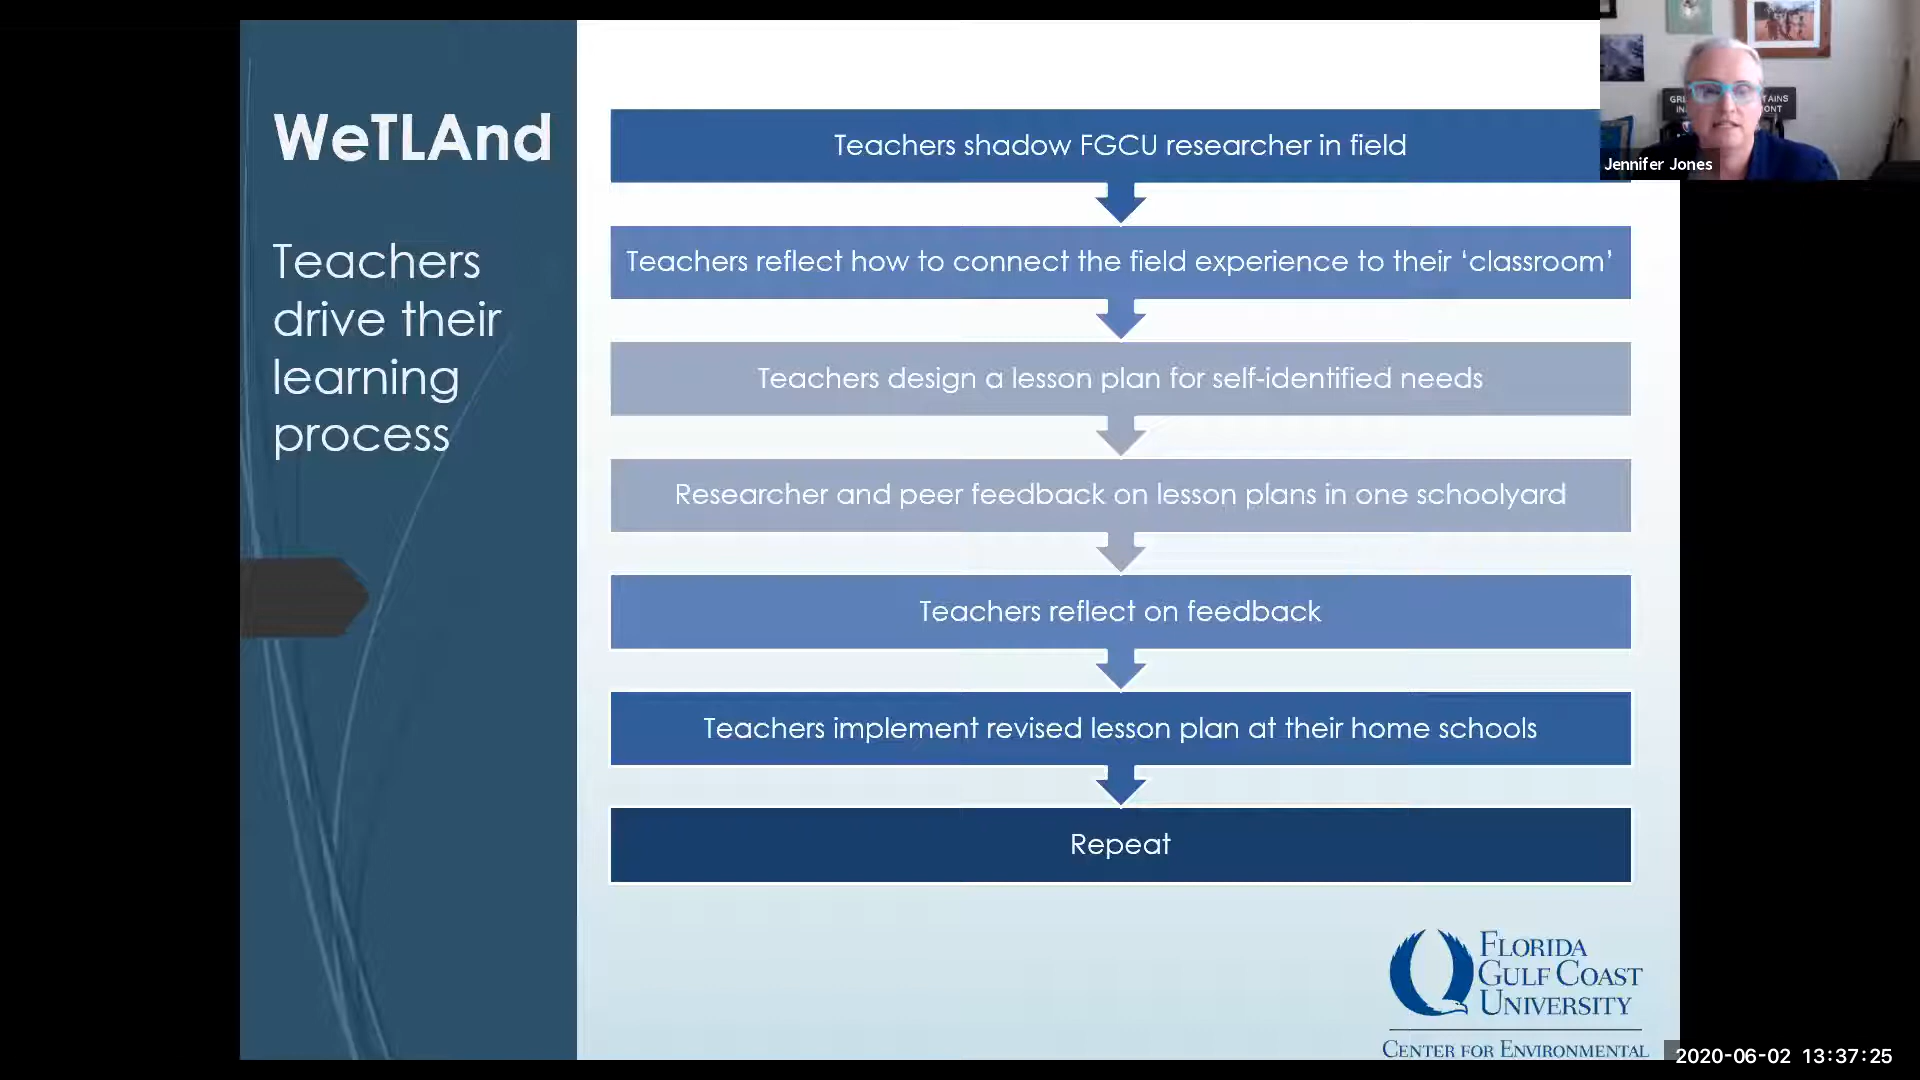 WeTLAnd
Teachers
drive their
learning
process
Teachers shadow FGCU researcher in field
Teachers reflect how to connect the field experience to their ‘classroom’
Teachers design a lesson plan for self-identified needs
Researcher and peer feedback on lesson plans in one schoolyard
Teachers reflect on feedback
Teachers implement revised lesson plan at their home schools
Repeat
FLORIDA
GULF COAST
UNIVERSITY
CENTER FOR ENVIRONMENTAL
Jennifer Jones
2020-06-02 13:37:25